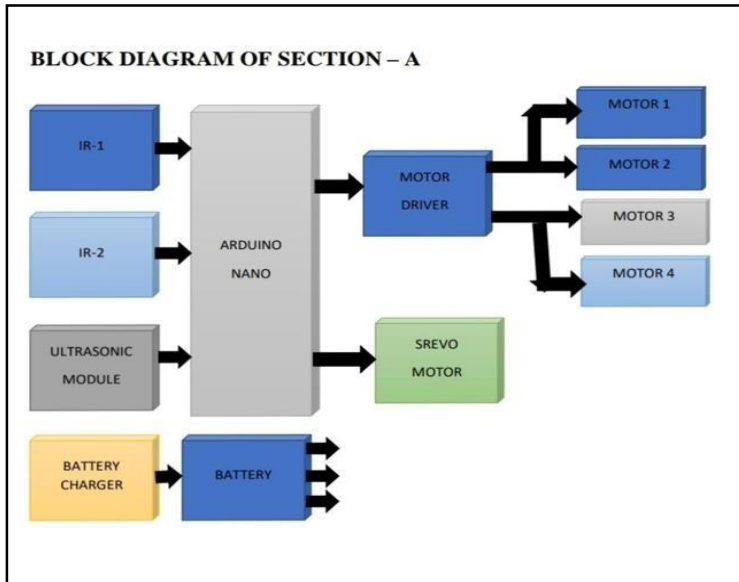 BLOCK DIAGRAM OF SECTION – A
IR-1
IR-2
ULTRASONIC
MODULE
BATTERY
CHARGER
ARDUINO
NANO
BATTERY
MOTOR
DRIVER
SREVO
MOTOR
MOTOR 1
MOTOR 2
MOTOR 3
MOTOR 4